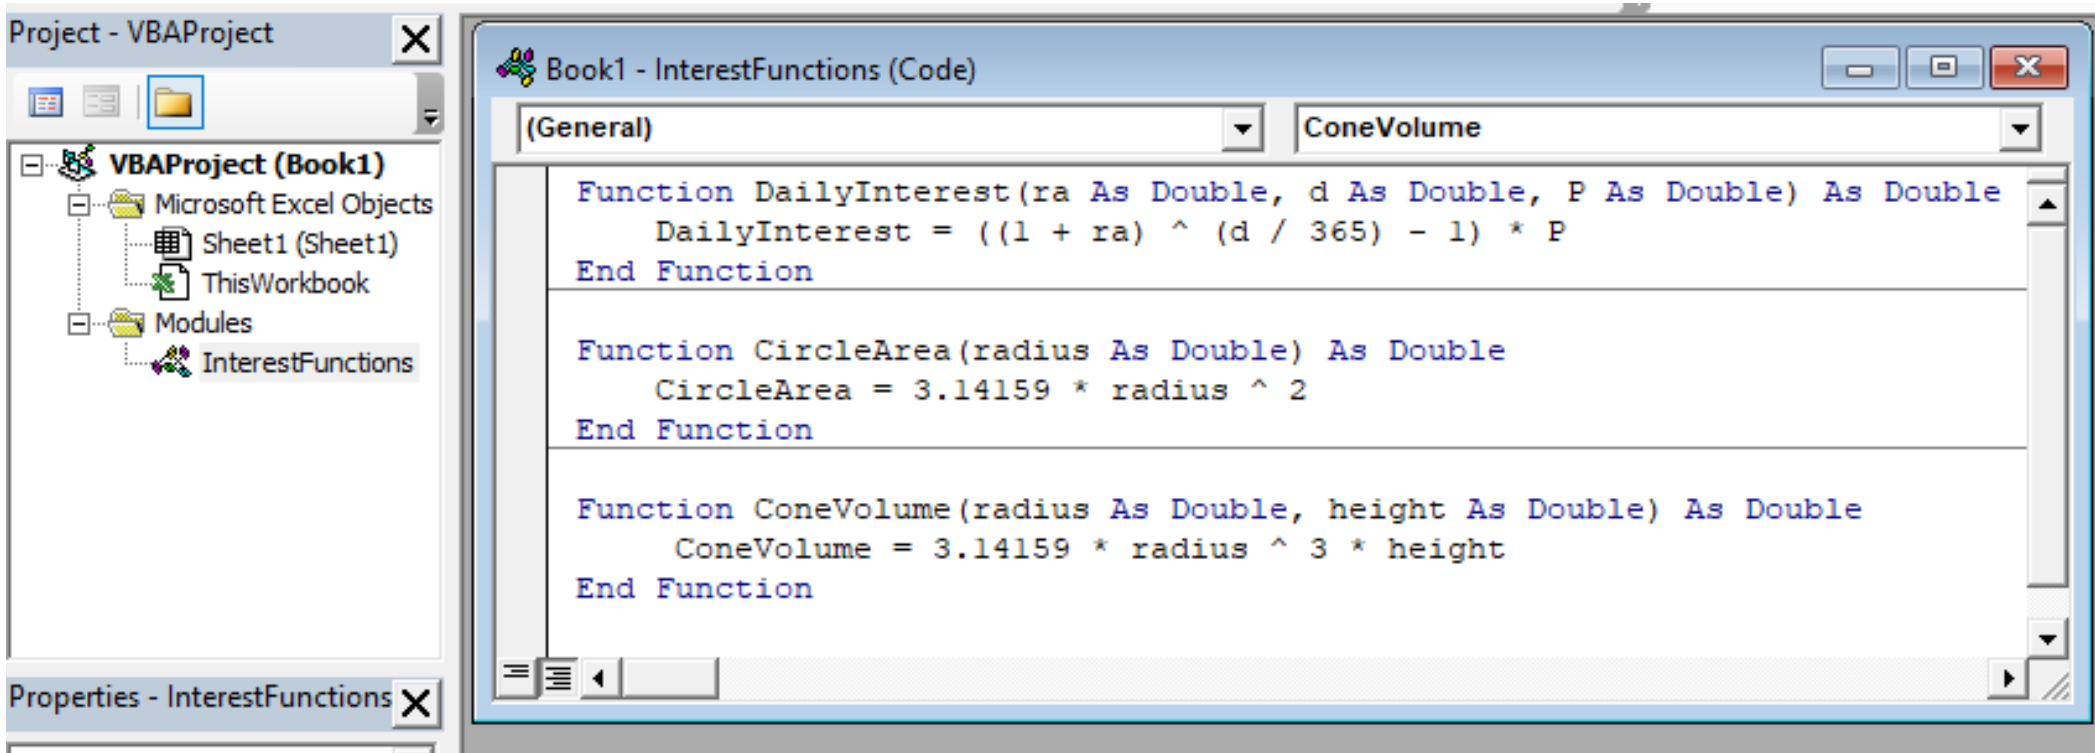 Project - VBAProject
VBAProject (Book1)
Microsoft Excel Objects
Sheet1 (Sheet1)
ThisWorkbook
Modules
InterestFunctions
Properties - InterestFunctions
Book1 - InterestFunctions (Code)
(General)
ConeVolume
Function DailyInterest(ra As Double, d As Double, P As Double) As Double
DailyInterest = ((1 + ra) ^ (d / 365) - 1) * P
End Function
Function CircleArea(radius As Double) As Double
CircleArea = 3.14159 * radius ^ 2
End Function
Function ConeVolume(radius As Double, height As Double) As Double
ConeVolume = 3.14159 * radius ^ 3 * height
End Function